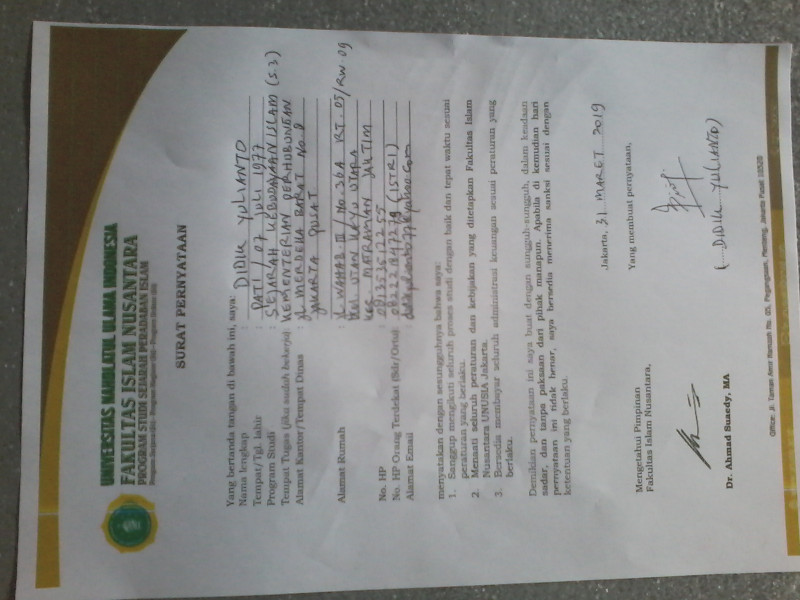 UNIVERSITAS NAHDLATUL ULAMA INDONESIA
FAKULTAS ISLAM NUSANTARA
PROGRAM STUDI SEJARAH PERADABAN ISLAM
SURAT PERNYATAAN
Yang bertanda tangan di bawah ini, saya:
Nama lengkap : DIDIK YULIANTO
Tempat/Tgl. lahir : PATI / 07 JULI 1977
Program Studi : SEJARAH KEBUDAYAAN ISLAM (S.3)
Tempat Tugas (jika sudah bekerja) : KEMENTERIAN PERHUBUNGAN
Alamat Kantor/Tempat Dinas : JL MERDEKA BARAT NO. 8
JAKARTA PUSAT
Alamat Rumah : JL WAHAB III / No. 30A RT. 05/RW. 09
KEL UTAN KAYU UTARA
KEC MATRAMAN JAKTIM
No. HP :
No. HP Orang Terdekat (Sdr/Ortu) : (ISTRI)
Alamat Email :
menyatakan dengan sesungguhnya bahwa saya:
1. Sanggup mengikuti seluruh proses studi dengan baik dan tepat waktu sesuai
peraturan yang berlaku.
2. Menaati seluruh peraturan dan kebijakan yang ditetapkan Fakultas Islam
Nusantara UNUSIA Jakarta.
3. Bersedia membayar seluruh administrasi keuangan sesuai peraturan yang
berlaku.
Demikian pernyataan ini saya buat dengan sungguh-sungguh, dalam keadaan
sadar, dan tanpa paksaan dari pihak manapun. Apabila di kemudian hari
pernyataan ini tidak benar, saya bersedia menerima sanksi sesuai dengan
ketentuan yang berlaku.
Jakarta, 31 MARET 2019
Mengetahui Pimpinan
Fakultas Islam Nusantara,
Yang membuat pernyataan,
Dr. Ahmad Suaedy, MA
(DIDIK YULIANTO)
Office: Jl. Taman Amir Hamzah No. 05, Pegangsaan, Menteng, Jakarta Pusat 10320